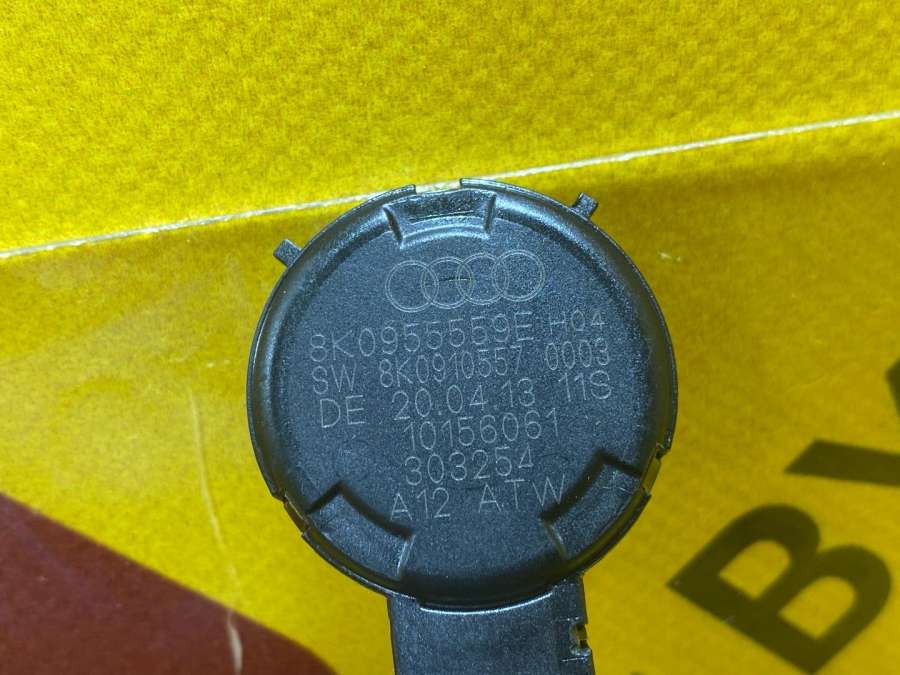 8K0955559E H04
SW 8K0910557 0003
DE 20.04.13 11S
10156061
303254
A12 ATW